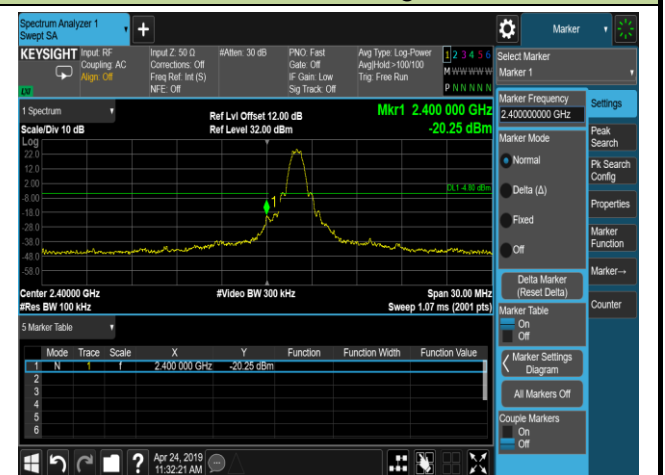 Spectrum Analyzer 1
Swept SA
+
Marker
KEYSIGHT
Input: RF
Coupling: AC
Align: Off
Input Z: 50 Ω
Corrections: Off
Freq Ref: Int (S)
NFE: Off
#Atten: 30 dB
PNO: Fast
Gate: Off
IF Gain: Low
Sig Track: Off
Avg Type: Log-Power
Avg|Hold:>100/100
Trig: Free Run
1 2 3 4 5 6
M W W W W W
P N N N N N
LXI
Select Marker
Marker 1
1 Spectrum
Scale/Div 10 dB
Ref Lvl Offset 12.00 dB
Ref Level 32.00 dBm
Mkr1 2.400 000 GHz
-20.25 dBm
Log
22.0
12.0
2.00
-8.00
-18.0
-28.0
-38.0
-48.0
-58.0
1
DL1 -4.50 dBm
Center 2.40000 GHz
#Res BW 100 kHz
#Video BW 300 kHz
Span 30.00 MHz
Sweep 1.07 ms (2001 pts)
5 Marker Table
Mode Trace Scale X Y Function Function Width Function Value
1 N 1 f 2.400 000 GHz -20.25 dBm
2
3
4
5
6
Marker Frequency
2.400000000 GHz
Marker Mode
Normal
Delta (Δ)
Fixed
Off
Delta Marker
(Reset Delta)
Marker Table
On
Off
Marker Settings
Diagram
All Markers Off
Couple Markers
On
Off
Settings
Peak
Search
Pk Search
Config
Properties
Marker
Function
Marker→
Counter
?
Apr 24, 2019
11:32:21 AM